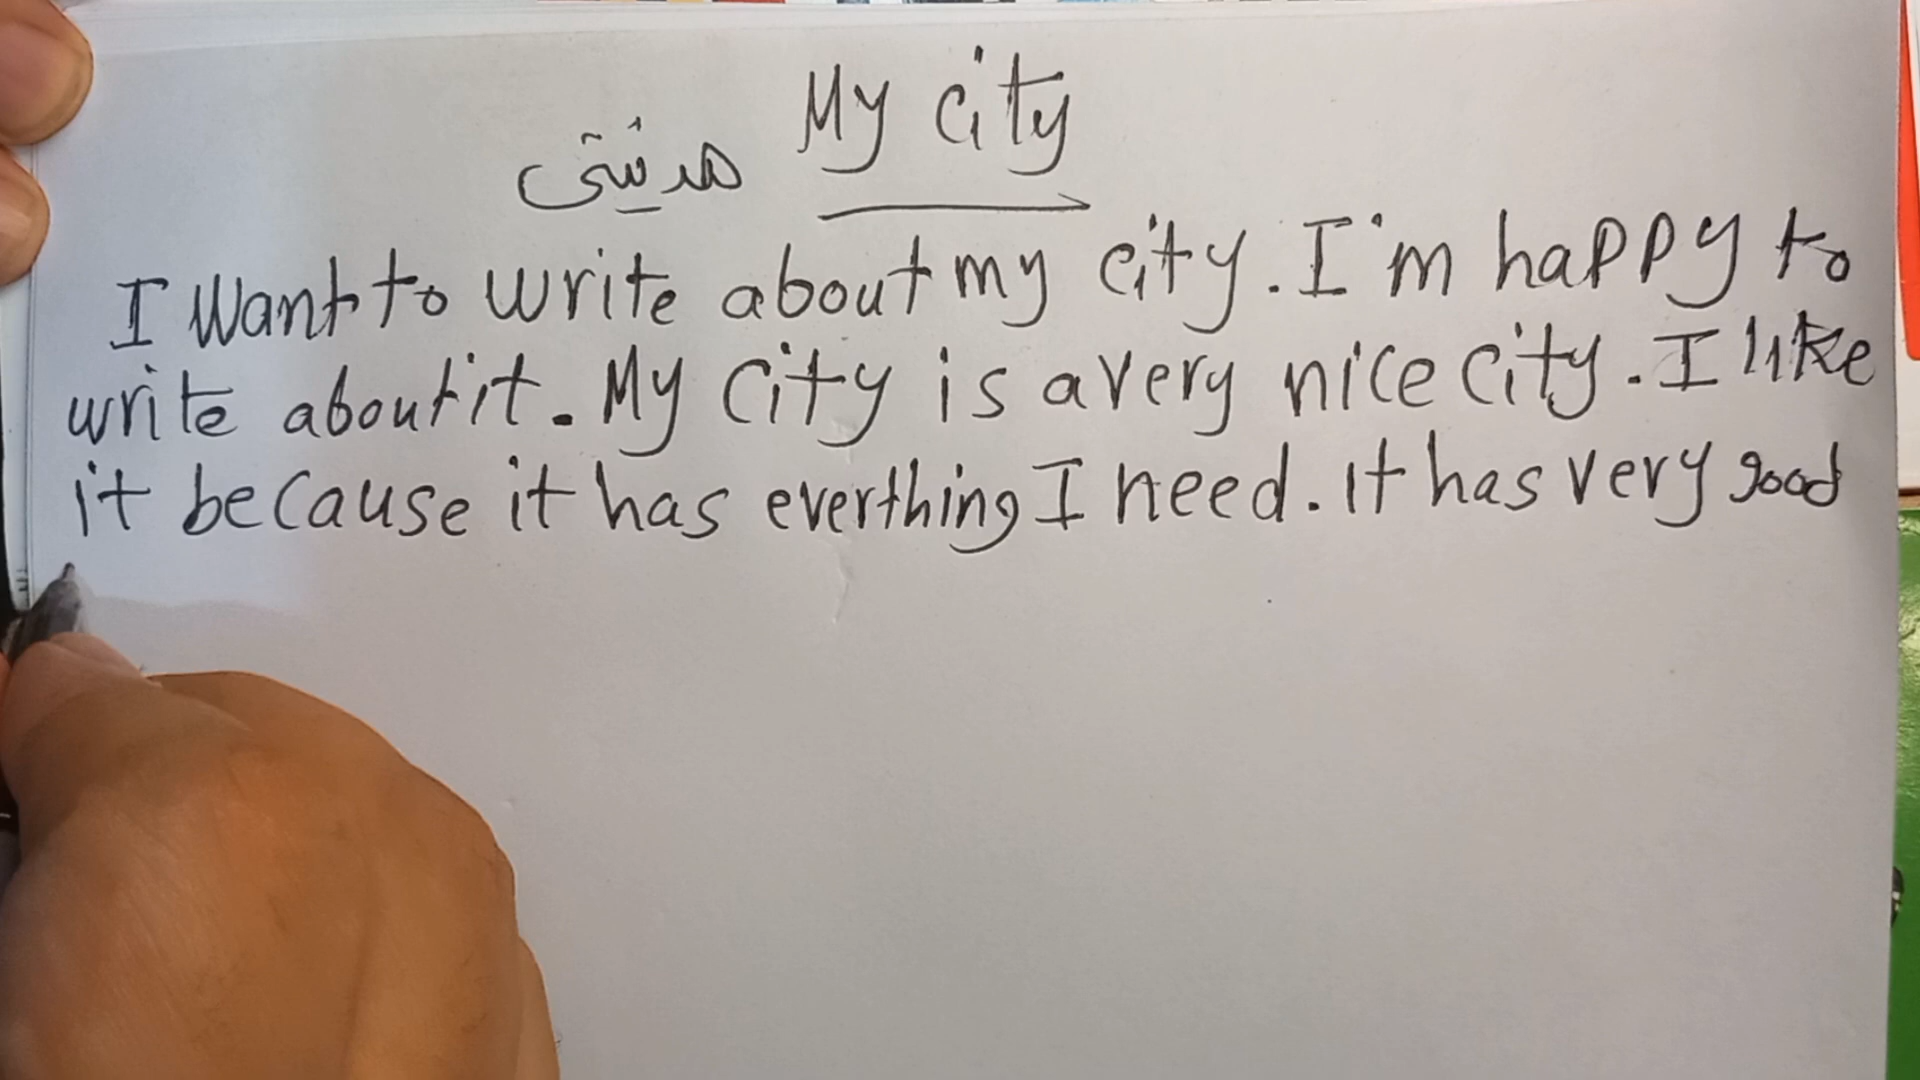 My city
مدينتي
I want to write about my city. I'm happy to
write about it. My city is a very nice city. I like
it because it has everthing I need. It has very good